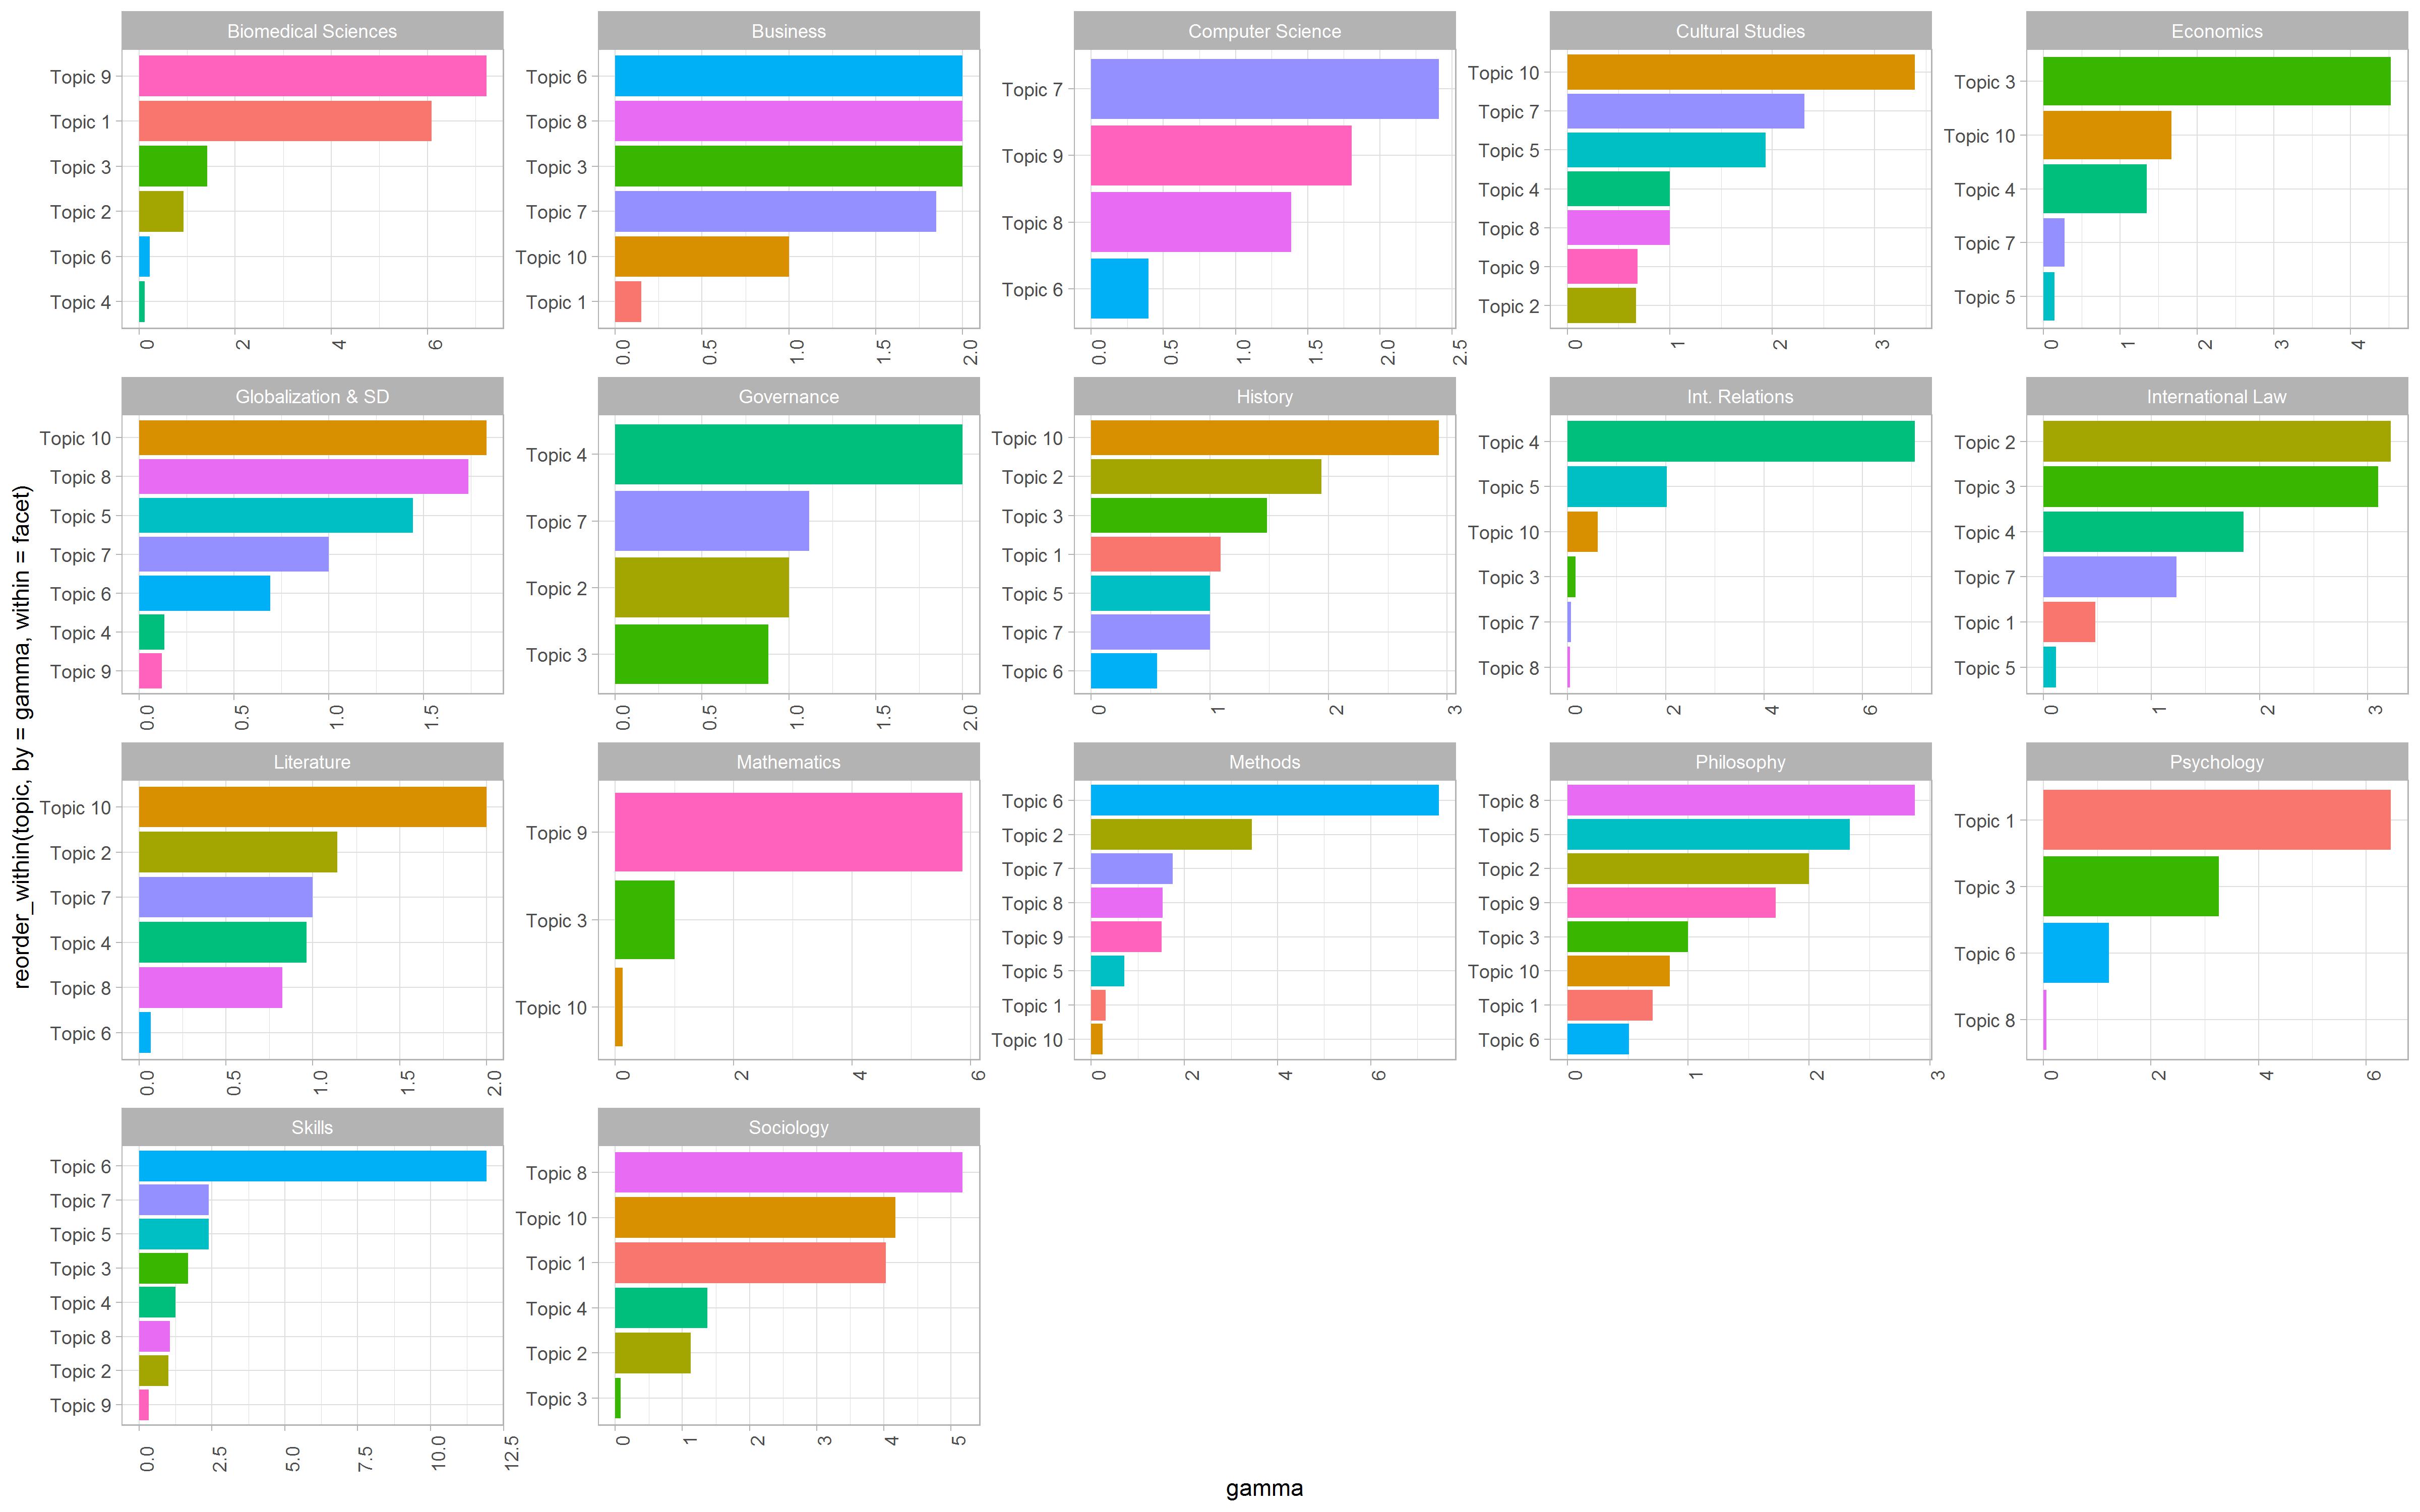 Biomedical Sciences
Topic 9
Topic 1
Topic 3
Topic 2
Topic 6
Topic 4
0 2 4 6
Business
Topic 6
Topic 8
Topic 3
Topic 7
Topic 10
Topic 1
0.0 0.5 1.0 1.5 2.0
Computer Science
Topic 7
Topic 9
Topic 8
Topic 6
0.0 0.5 1.0 1.5 2.0 2.5
Cultural Studies
Topic 10
Topic 7
Topic 5
Topic 4
Topic 8
Topic 9
Topic 2
0 1 2 3
Economics
Topic 3
Topic 10
Topic 4
Topic 7
Topic 5
0 1 2 3 4
Globalization & SD
Topic 10
Topic 8
Topic 5
Topic 7
Topic 6
Topic 4
Topic 9
0.0 0.5 1.0 1.5
Governance
Topic 4
Topic 7
Topic 2
Topic 3
0.0 0.5 1.0 1.5 2.0
History
Topic 10
Topic 2
Topic 3
Topic 1
Topic 5
Topic 7
Topic 6
0 1 2 3
Int. Relations
Topic 4
Topic 5
Topic 10
Topic 3
Topic 7
Topic 8
0 2 4 6
International Law
Topic 2
Topic 3
Topic 4
Topic 7
Topic 1
Topic 5
0 1 2 3
Literature
Topic 10
Topic 2
Topic 7
Topic 4
Topic 8
Topic 6
0.0 0.5 1.0 1.5 2.0
Mathematics
Topic 9
Topic 3
Topic 10
0 2 4 6
Methods
Topic 6
Topic 2
Topic 7
Topic 8
Topic 9
Topic 5
Topic 1
Topic 10
0 2 4 6
Philosophy
Topic 8
Topic 5
Topic 2
Topic 9
Topic 3
Topic 10
Topic 1
Topic 6
0 1 2 3
Psychology
Topic 1
Topic 3
Topic 6
Topic 8
0 2 4 6
Skills
Topic 6
Topic 7
Topic 5
Topic 3
Topic 4
Topic 8
Topic 2
Topic 9
0.0 2.5 5.0 7.5 10.0 12.5
Sociology
Topic 8
Topic 10
Topic 1
Topic 4
Topic 2
Topic 3
0 1 2 3 4 5
reorder_within(topic, by = gamma, within = facet)
gamma